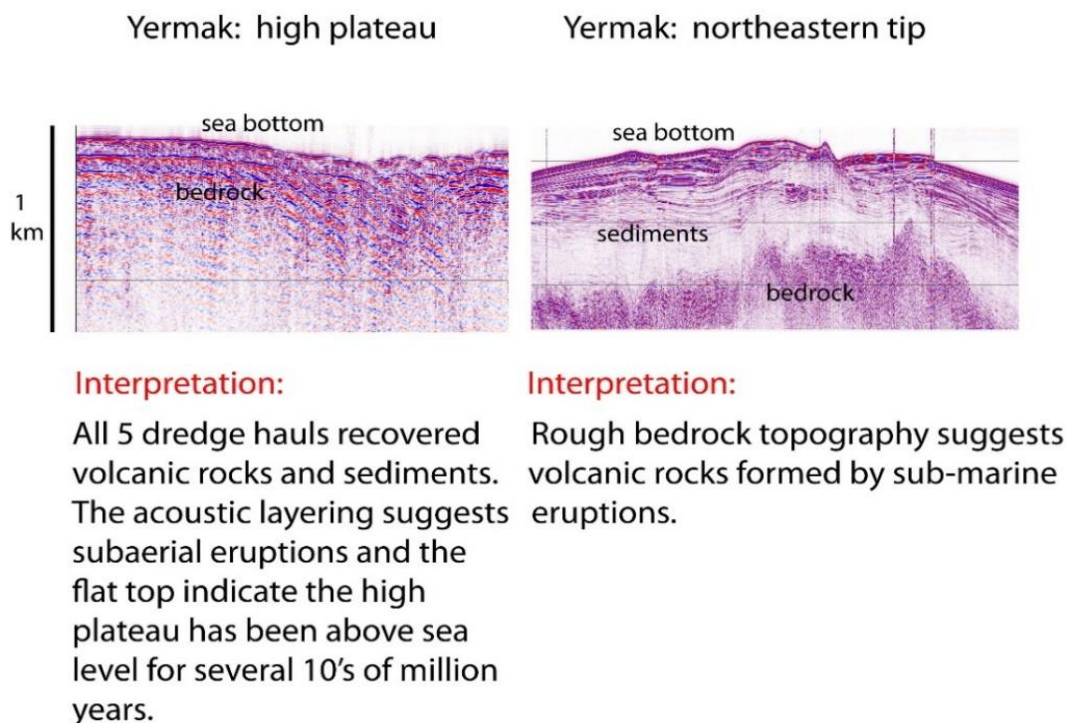 Yermak: high plateau
Yermak: northeastern tip
sea bottom
bedrock
1
km
sea bottom
sediments
bedrock
Interpretation:
All 5 dredge hauls recovered
volcanic rocks and sediments.
The acoustic layering suggests
subaerial eruptions and the
flat top indicate the high
plateau has been above sea
level for several 10's of million
years.
Interpretation:
Rough bedrock topography suggests
volcanic rocks formed by sub-marine
eruptions.